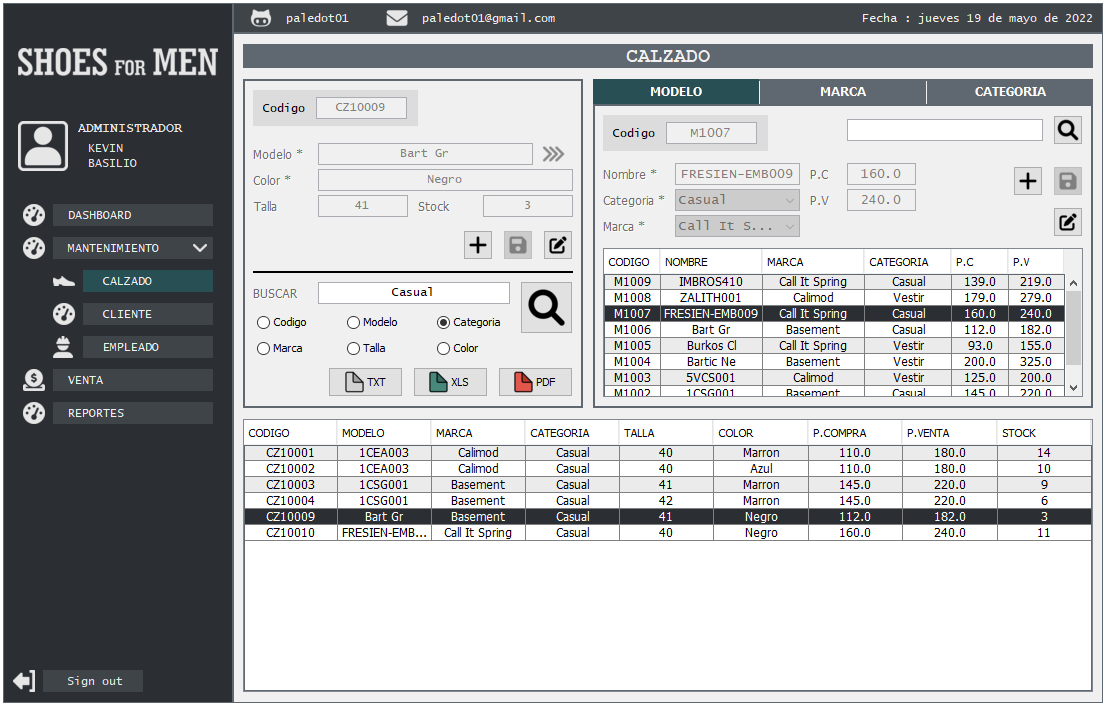 paledot01 paledot01@gmail.com Fecha : jueves 19 de mayo de 2022
SHOES FOR MEN
ADMINISTRADOR
KEVIN
BASILIO
DASHBOARD
MANTENIMIENTO
CALZADO
CLIENTE
EMPLEADO
VENTA
REPORTES
Sign out
CALZADO
Codigo CZ10009
Modelo * Bart Gr
Color * Negro
Talla 41 Stock 3
BUSCAR Casual
Codigo Modelo Categoria
Marca Talla Color
TXT XLS PDF
MODELO MARCA CATEGORIA
Codigo M1007
Nombre * FRESIEN-EMB009 P.C 160.0
Categoria * Casual P.V 240.0
Marca * Call It S...
CODIGO NOMBRE MARCA CATEGORIA P.C P.V
M1009 IMBROS410 Call It Spring Casual 139.0 219.0
M1008 ZALITH001 Calimod Vestir 179.0 279.0
M1007 FRESIEN-EMB009 Call It Spring Casual 160.0 240.0
M1006 Bart Gr Basement Casual 112.0 182.0
M1005 Burkos Cl Call It Spring Vestir 93.0 155.0
M1004 Bartic Ne Basement Vestir 200.0 325.0
M1003 5VCS001 Calimod Vestir 125.0 200.0
M1002 1CSG001 Basement Casual 145.0 220.0
CODIGO MODELO MARCA CATEGORIA TALLA COLOR P.COMPRA P.VENTA STOCK
CZ10001 1CEA003 Calimod Casual 40 Marron 110.0 180.0 14
CZ10002 1CEA003 Calimod Casual 40 Azul 110.0 180.0 10
CZ10003 1CSG001 Basement Casual 41 Marron 145.0 220.0 9
CZ10004 1CSG001 Basement Casual 42 Marron 145.0 220.0 6
CZ10009 Bart Gr Basement Casual 41 Negro 112.0 182.0 3
CZ10010 FRESIEN-EMB... Call It Spring Casual 40 Negro 160.0 240.0 11